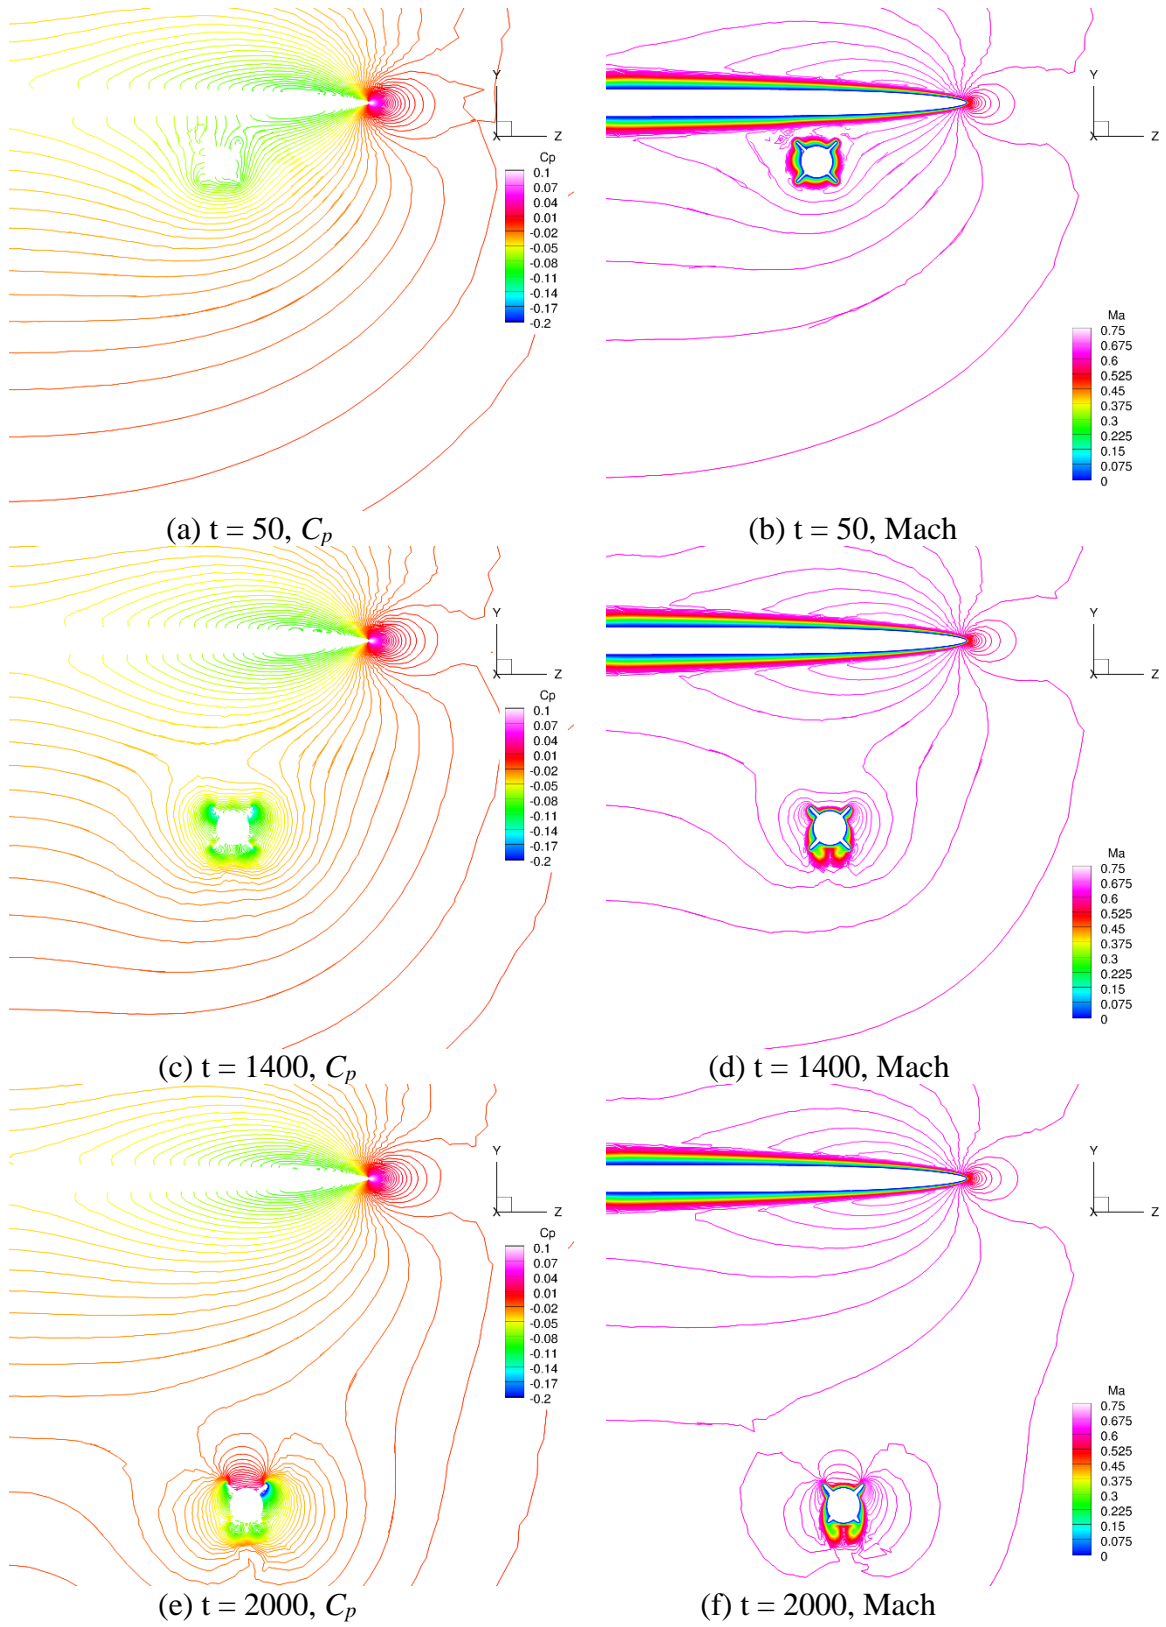 Y
X
Z
Cp
0.1
0.07
0.04
0.01
-0.02
-0.05
-0.08
-0.11
-0.14
-0.17
-0.2
Y
X
Z
Ma
0.75
0.675
0.6
0.525
0.45
0.375
0.3
0.225
0.15
0.075
0
(a) t = 50, Cp
(b) t = 50, Mach
Y
X
Z
Cp
0.1
0.07
0.04
0.01
-0.02
-0.05
-0.08
-0.11
-0.14
-0.17
-0.2
Y
X
Z
Ma
0.75
0.675
0.6
0.525
0.45
0.375
0.3
0.225
0.15
0.075
0
(c) t = 1400, Cp
(d) t = 1400, Mach
Y
X
Z
Cp
0.1
0.07
0.04
0.01
-0.02
-0.05
-0.08
-0.11
-0.14
-0.17
-0.2
Y
X
Z
Ma
0.75
0.675
0.6
0.525
0.45
0.375
0.3
0.225
0.15
0.075
0
(e) t = 2000, Cp
(f) t = 2000, Mach